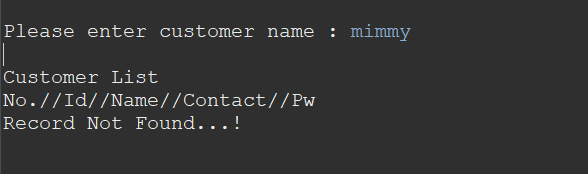 Please enter customer name : mimmy
Customer List
No.//Id//Name//Contact//Pw
Record Not Found...!